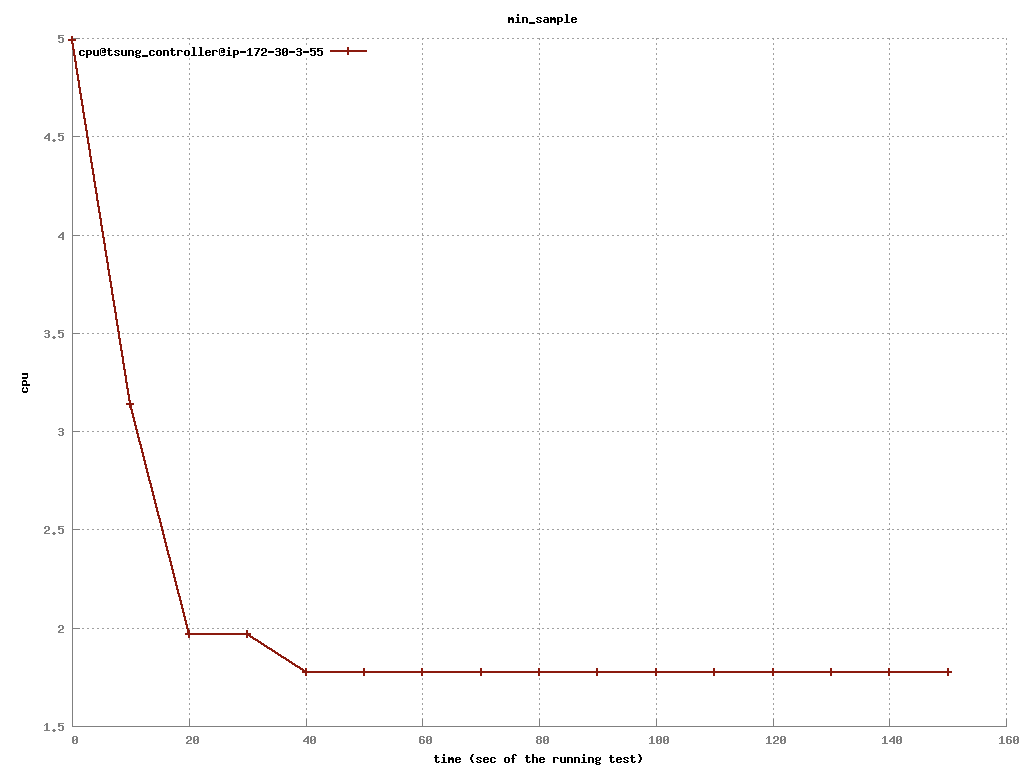 min_sample
cpu@tsung_controller@ip-172-30-3-55
5
4.5
4
3.5
3
2.5
2
1.5
cpu
0 20 40 60 80 100 120 140 160
time (sec of the running test)